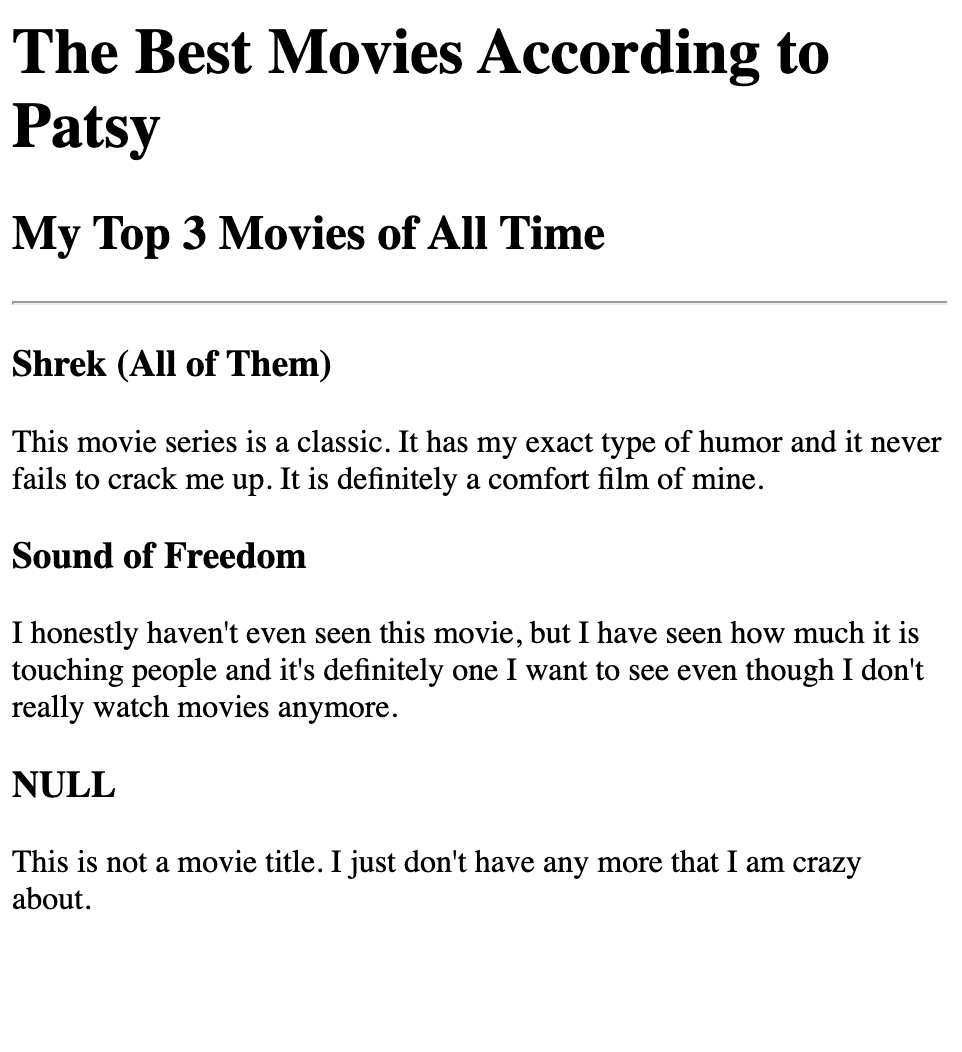 The Best Movies According to
Patsy
My Top 3 Movies of All Time
Shrek (All of Them)
This movie series is a classic. It has my exact type of humor and it never
fails to crack me up. It is definitely a comfort film of mine.
Sound of Freedom
I honestly haven't even seen this movie, but I have seen how much it is
touching people and it's definitely one I want to see even though I don't
really watch movies anymore.
NULL
This is not a movie title. I just don't have any more that I am crazy
about.